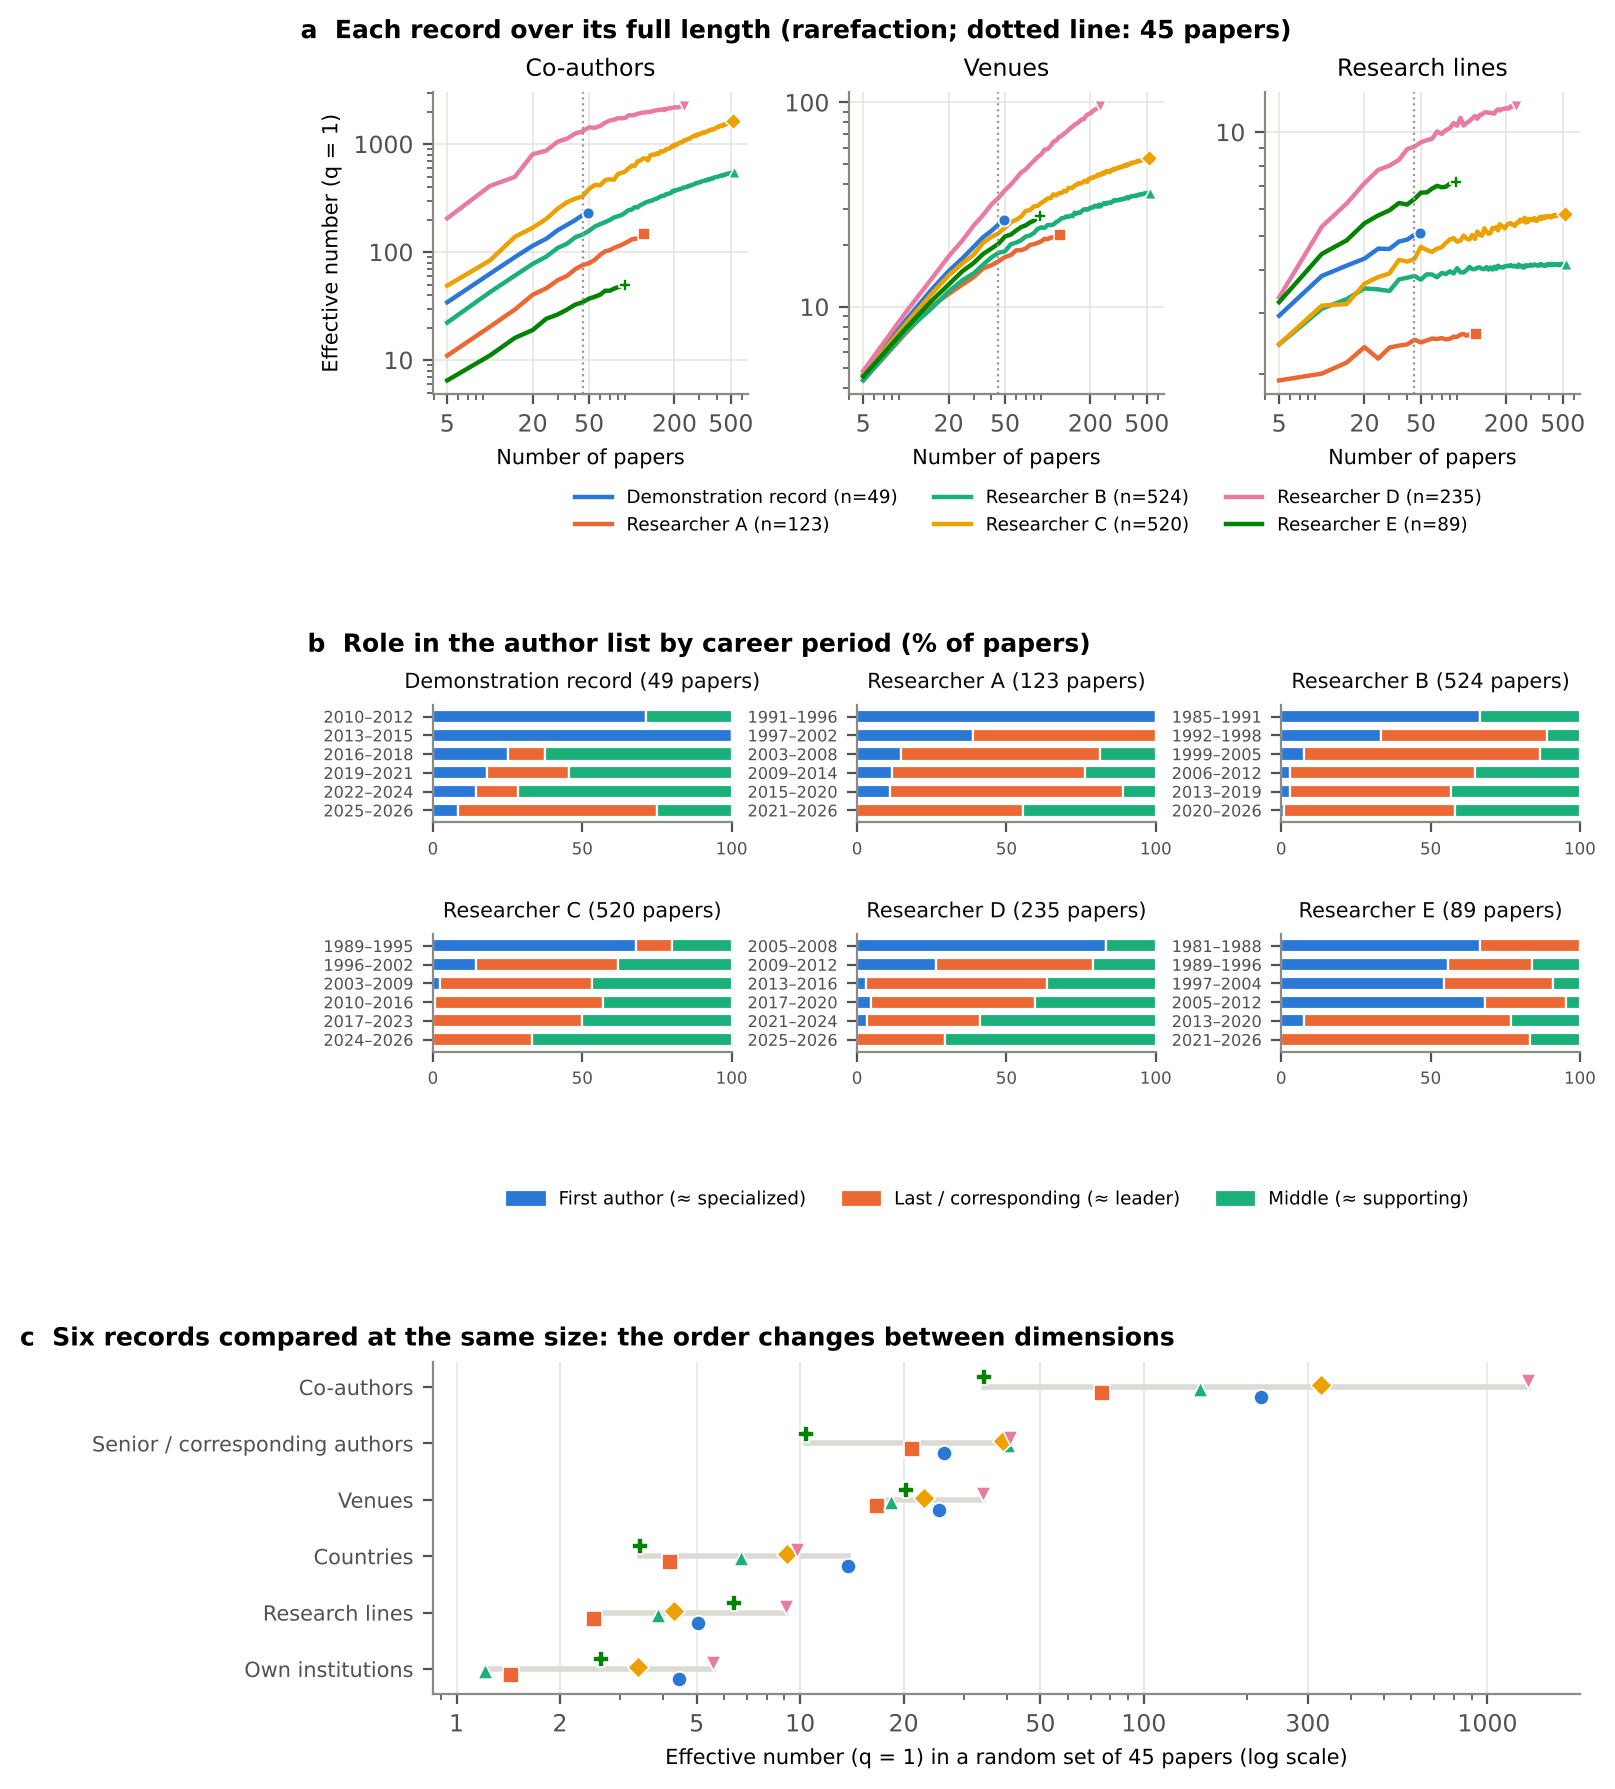 a Each record over its full length (rarefaction; dotted line: 45 papers)
Co-authors
Venues
Research lines
Effective number (q = 1)
1000
100
10
100
10
10
5 20 50 200 500
5 20 50 200 500
5 20 50 200 500
Number of papers
Number of papers
Number of papers
Demonstration record (n=49)
Researcher B (n=524)
Researcher D (n=235)
Researcher A (n=123)
Researcher C (n=520)
Researcher E (n=89)
b Role in the author list by career period (% of papers)
Demonstration record (49 papers)
2010–2012
2013–2015
2016–2018
2019–2021
2022–2024
2025–2026
0 50 100
Researcher A (123 papers)
1991–1996
1997–2002
2003–2008
2009–2014
2015–2020
2021–2026
0 50 100
Researcher B (524 papers)
1985–1991
1992–1998
1999–2005
2006–2012
2013–2019
2020–2026
0 50 100
Researcher C (520 papers)
1989–1995
1996–2002
2003–2009
2010–2016
2017–2023
2024–2026
0 50 100
Researcher D (235 papers)
2005–2008
2009–2012
2013–2016
2017–2020
2021–2024
2025–2026
0 50 100
Researcher E (89 papers)
1981–1988
1989–1996
1997–2004
2005–2012
2013–2020
2021–2026
0 50 100
First author (≈ specialized)
Last / corresponding (≈ leader)
Middle (≈ supporting)
c Six records compared at the same size: the order changes between dimensions
Co-authors
Senior / corresponding authors
Venues
Countries
Research lines
Own institutions
1 2 5 10 20 50 100 300 1000
Effective number (q = 1) in a random set of 45 papers (log scale)